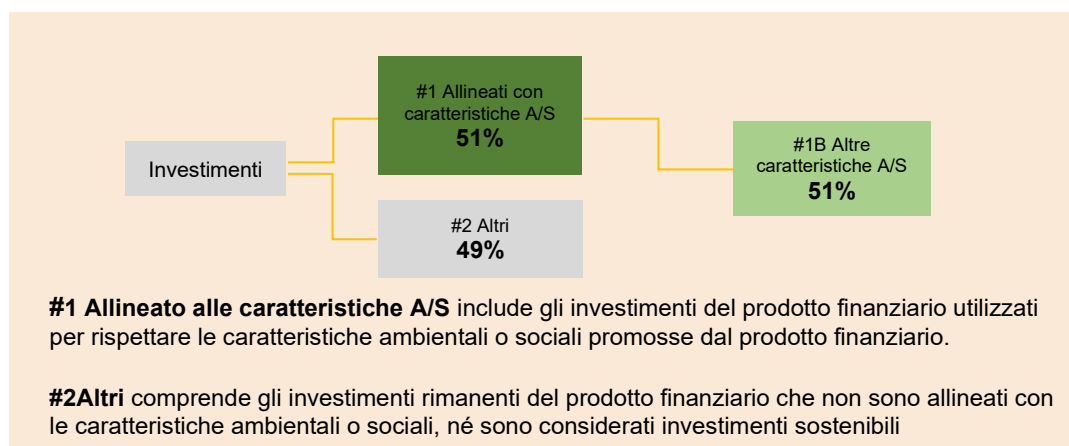 #1 Allineati con
caratteristiche A/S
51%
#1B Altre
caratteristiche A/S
51%
Investimenti
#2 Altri
49%
#1 Allineato alle caratteristiche A/S include gli investimenti del prodotto finanziario utilizzati
per rispettare le caratteristiche ambientali o sociali promosse dal prodotto finanziario.
#2Altri comprende gli investimenti rimanenti del prodotto finanziario che non sono allineati con
le caratteristiche ambientali o sociali, né sono considerati investimenti sostenibili